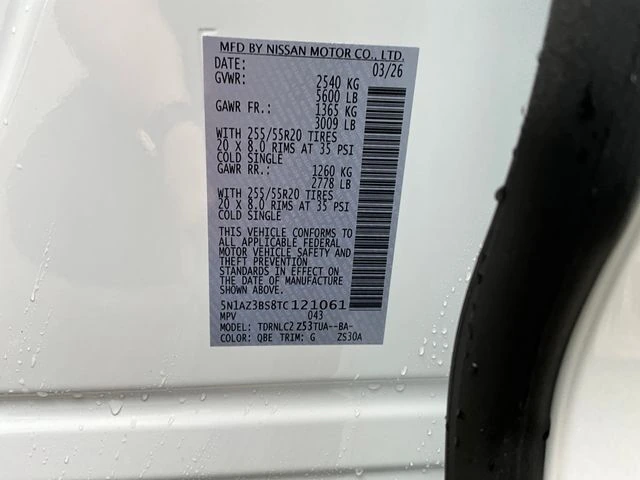 MFD BY NISSAN MOTOR CO., LTD.
DATE: 03/26
GVWR: 2540 KG
5600 LB
GAWR FR.: 1365 KG
3009 LB
WITH 255/55R20 TIRES
20 X 8.0 RIMS AT 35 PSI
COLD SINGLE
GAWR RR.: 1260 KG
2778 LB
WITH 255/55R20 TIRES
20 X 8.0 RIMS AT 35 PSI
COLD SINGLE
THIS VEHICLE CONFORMS TO
ALL APPLICABLE FEDERAL
MOTOR VEHICLE SAFETY AND
THEFT PREVENTION
STANDARDS IN EFFECT ON
THE DATE OF MANUFACTURE
SHOWN ABOVE.
5N1AZ3BS8TC121061
MPV 043
MODEL: TDRNLC2 Z53TUA--BA-
COLOR: QBE TRIM: G ZS30A